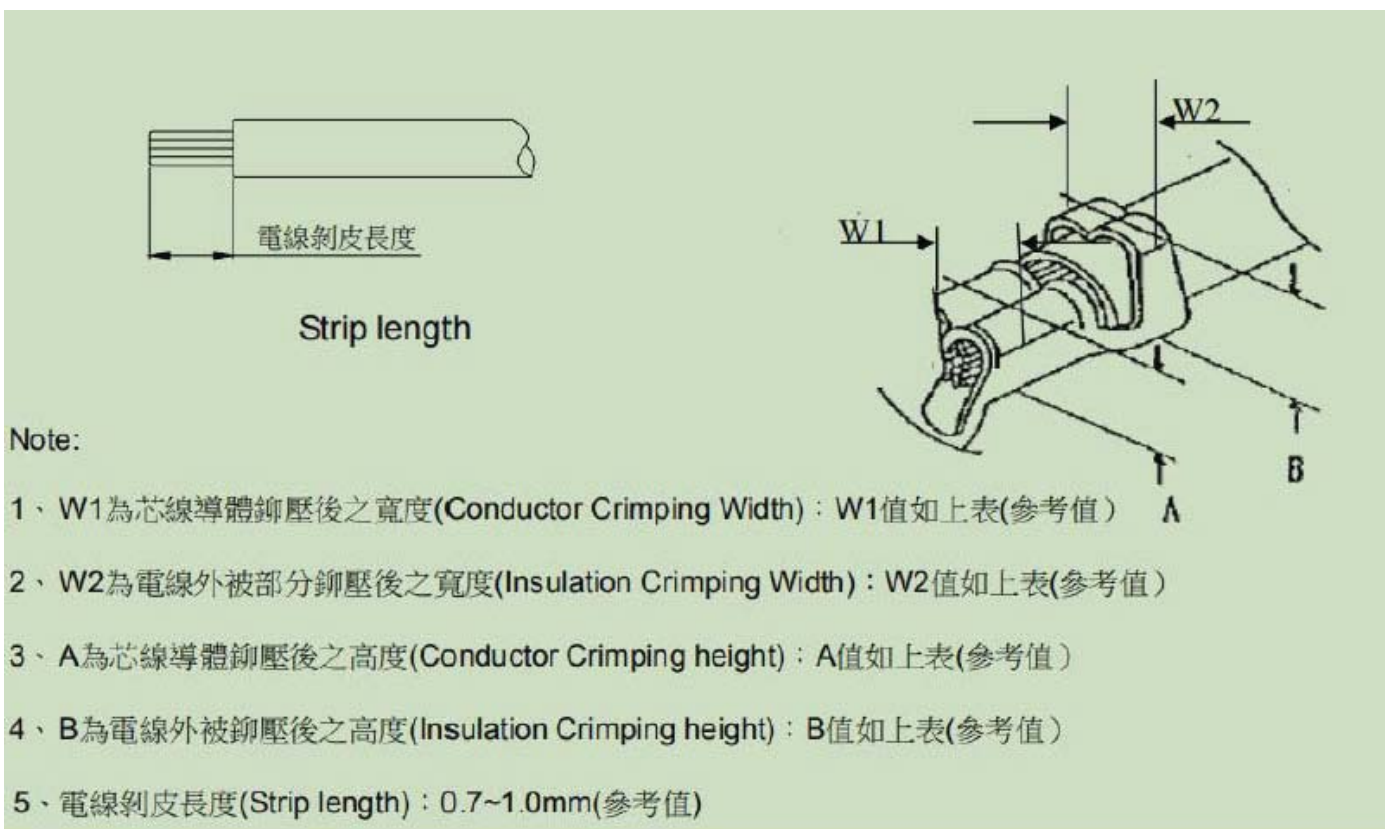 W2
W1
電線剝皮長度
Strip length
B
A
Note:
1、W1為芯線導體鉚壓後之寬度(Conductor Crimping Width)：W1值如上表(參考值）
2、W2為電線外被部分鉚壓後之寬度(Insulation Crimping Width)：W2值如上表(參考值）
3、A為芯線導體鉚壓後之高度(Conductor Crimping height)：A值如上表(參考值）
4、B為電線外被鉚壓後之高度(Insulation Crimping height)：B值如上表(參考值）
5、電線剝皮長度(Strip length)：0.7~1.0mm(參考值)